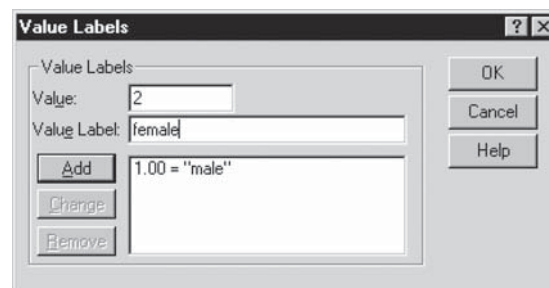 Value Labels
? X
Value Labels
OK
Value: 2
Cancel
Value Label: female
Help
Add
1.00 = "male"
Change
Remove